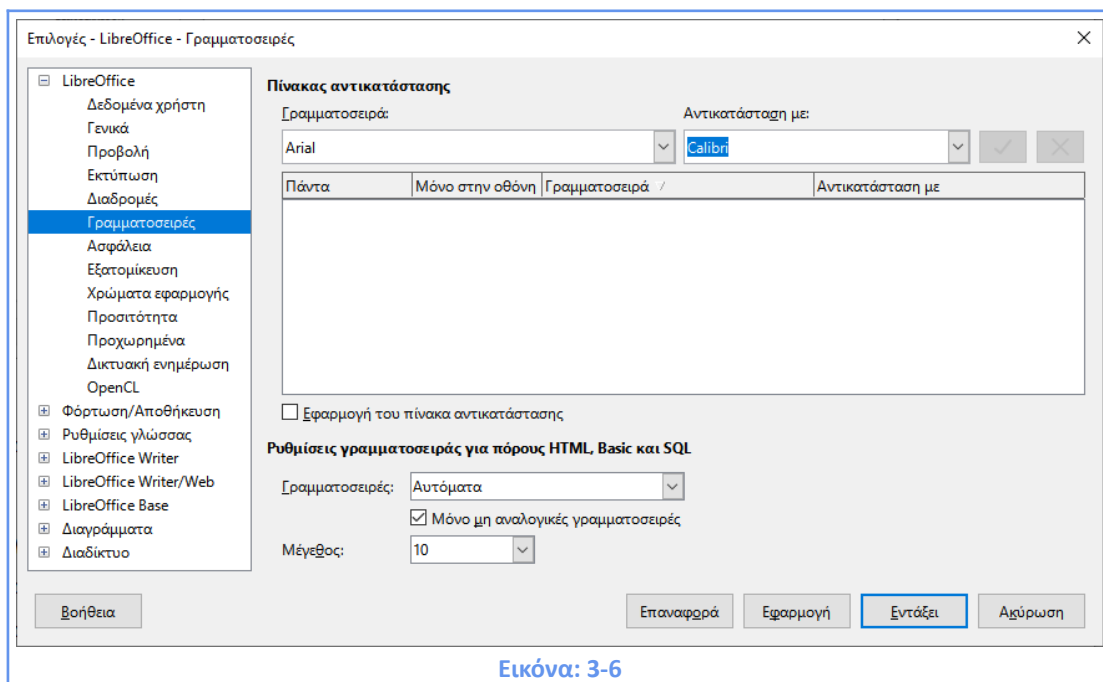 Επιλογές - LibreOffice - Γραμματοσειρές
LibreOffice
Δεδομένα χρήστη
Γενικά
Προβολή
Εκτύπωση
Διαδρομές
Γραμματοσειρές
Ασφάλεια
Εξατομίκευση
Χρώματα εφαρμογής
Προσιτότητα
Προχωρημένα
Δικτυακή ενημέρωση
OpenCL
Φόρτωση/Αποθήκευση
Ρυθμίσεις γλώσσας
LibreOffice Writer
LibreOffice Writer/Web
LibreOffice Base
Διαγράμματα
Διαδίκτυο
Πίνακας αντικατάστασης
Γραμματοσειρά: Αντικατάσταση με:
Arial Calibri
Πάντα Μόνο στην οθόνη Γραμματοσειρά Αντικατάσταση με
Εφαρμογή του πίνακα αντικατάστασης
Ρυθμίσεις γραμματοσειράς για πόρους HTML, Basic και SQL
Γραμματοσειρές: Αυτόματα
Μόνο μη αναλογικές γραμματοσειρές
Μέγεθος: 10
Βοήθεια Επαναφορά Εφαρμογή Εντάξει Ακύρωση
Εικόνα: 3-6